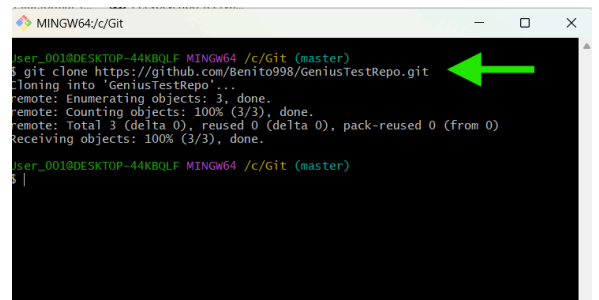 MINGW64:/c/Git
User_001@DESKTOP-44KBQLF MINGW64 /c/Git (master)
$ git clone https://github.com/Benito998/GeniusTestRepo.git
Cloning into 'GeniusTestRepo'...
remote: Enumerating objects: 3, done.
remote: Counting objects: 100% (3/3), done.
remote: Total 3 (delta 0), reused 0 (delta 0), pack-reused 0 (from 0)
Receiving objects: 100% (3/3), done.
User_001@DESKTOP-44KBQLF MINGW64 /c/Git (master)
$